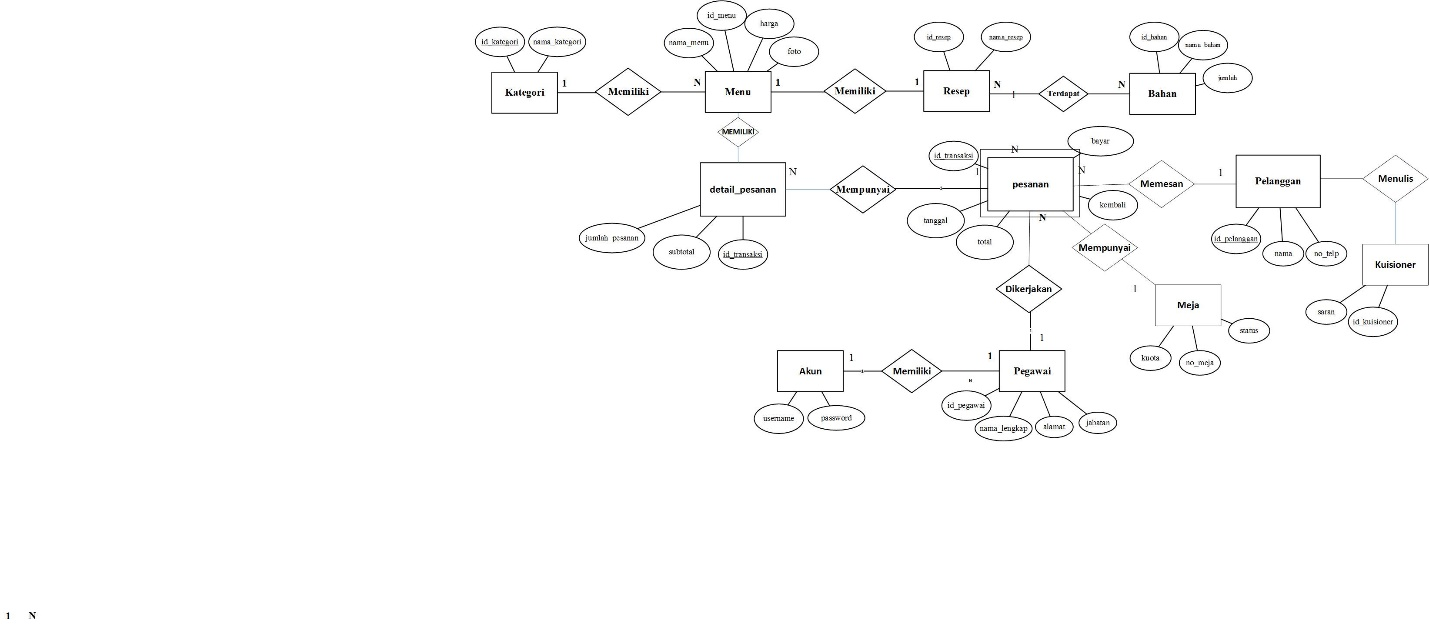 id_menu
harga
nama_menu
foto
id_kategori
nama_kategori
id_resep
nama_resep
id_bahan
nama_bahan
jumlah
Kategori
1
Memiliki
N
Menu
1
Memiliki
1
Resep
N
1
Terdapat
N
Bahan
MEMILIKI
detail_pesanan
N
Mempunyai
jumlah_pesanan
subtotal
id_transaksi
id_transaksi
N
bayar
1
pesanan
N
kembali
tanggal
total
N
Memesan
1
Pelanggan
Menulis
id_pelanggan
nama
no_telp
Kuisioner
saran
id_kuisioner
Mempunyai
1
Meja
kuota
no_meja
status
Dikerjakan
1
Akun
1
Memiliki
1
Pegawai
username
password
id_pegawai
nama_lengkap
alamat
jabatan
1 N